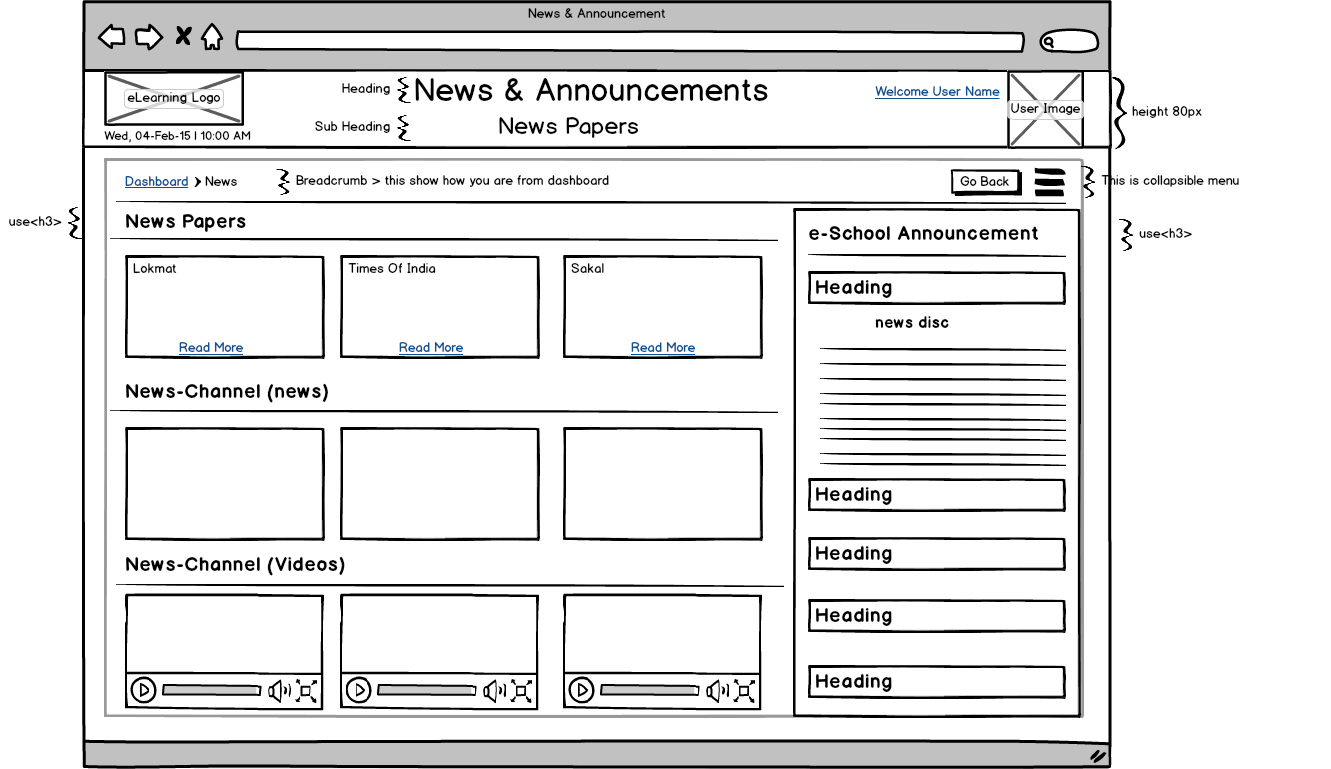 News & Announcement
eLearning Logo
Wed, 04-Feb-15 | 10:00 AM
Heading
News & Announcements
Sub Heading
News Papers
Welcome User Name
User Image
height 80px
Dashboard > News
Breadcrumb > this show how you are from dashboard
Go Back
This is collapsible menu
use<h3>
News Papers
Lokmat
Read More
Times Of India
Read More
Sakal
Read More
News-Channel (news)
News-Channel (Videos)
e-School Announcement
use<h3>
Heading
news disc
Heading
Heading
Heading
Heading